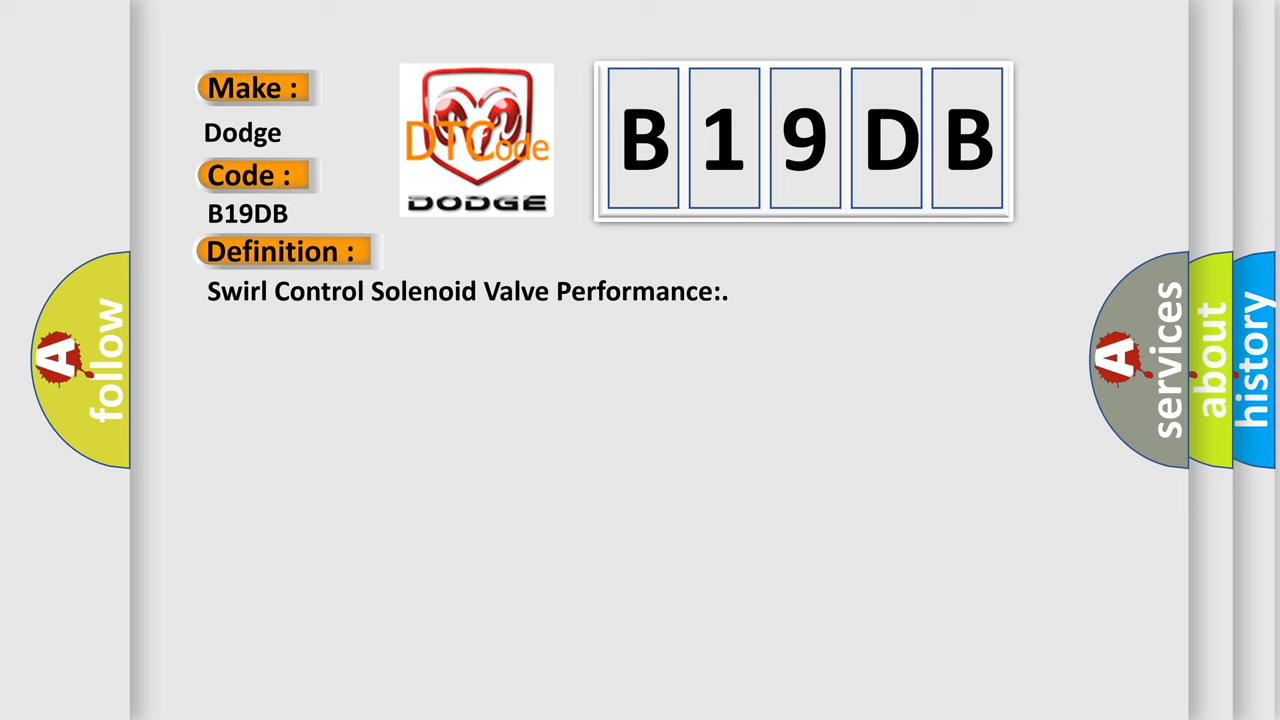 Make :
Dodge
Code :
B19DB
Definition :
Swirl Control Solenoid Valve Performance:.
DTCode
DODGE
B 1 9 D B
A follow
A services
about
history